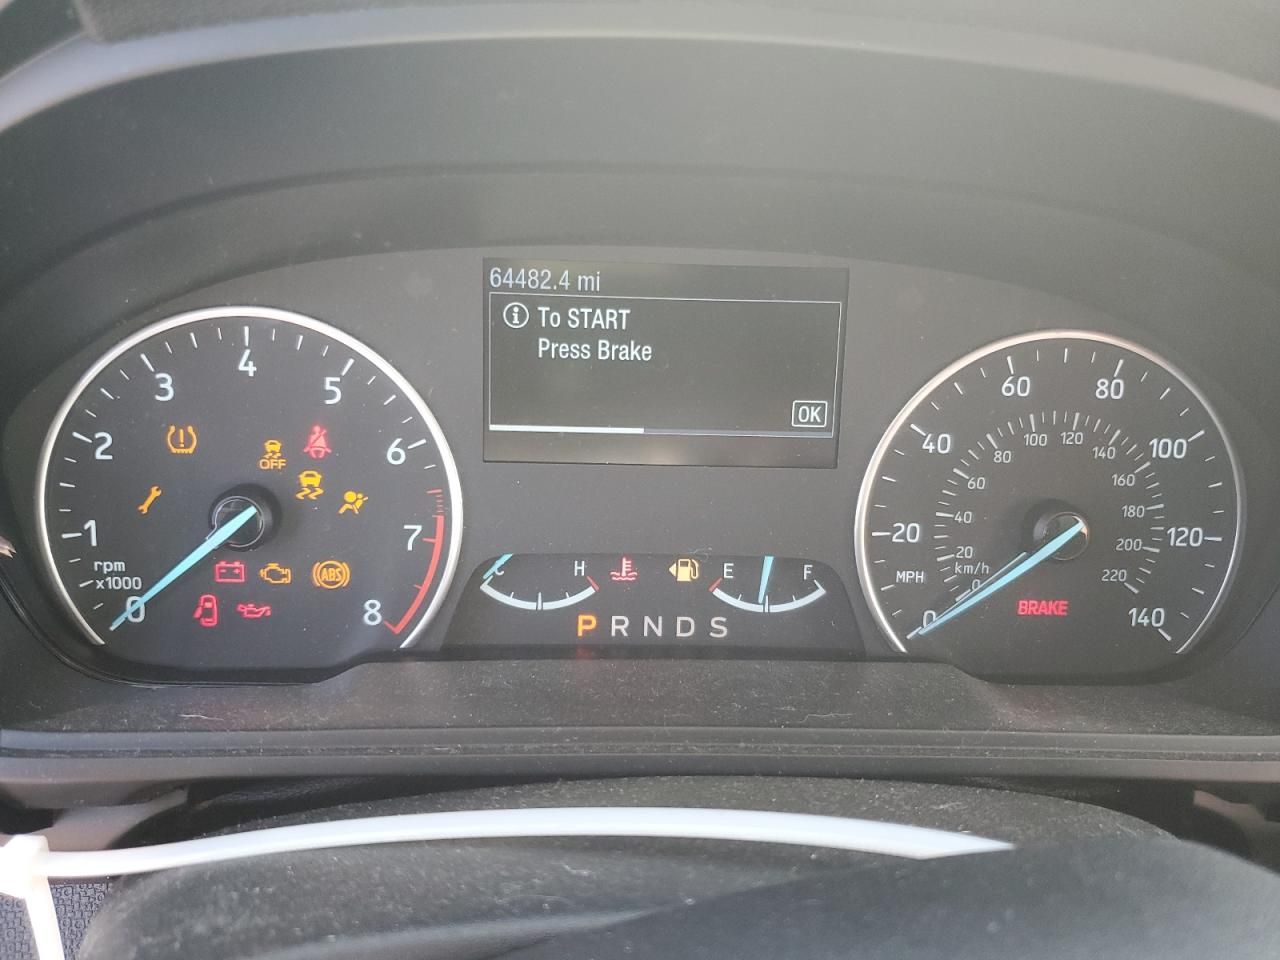 64482.4 mi
i To START
Press Brake
OK
0 1 2 3 4 5 6 7 8
rpm
x1000
OFF
ABS
C H
E F
P R N D S
0 20 40 60 80 100 120 140
MPH
0 20 40 60 80 100 120 140 160 180 200 220
km/h
BRAKE